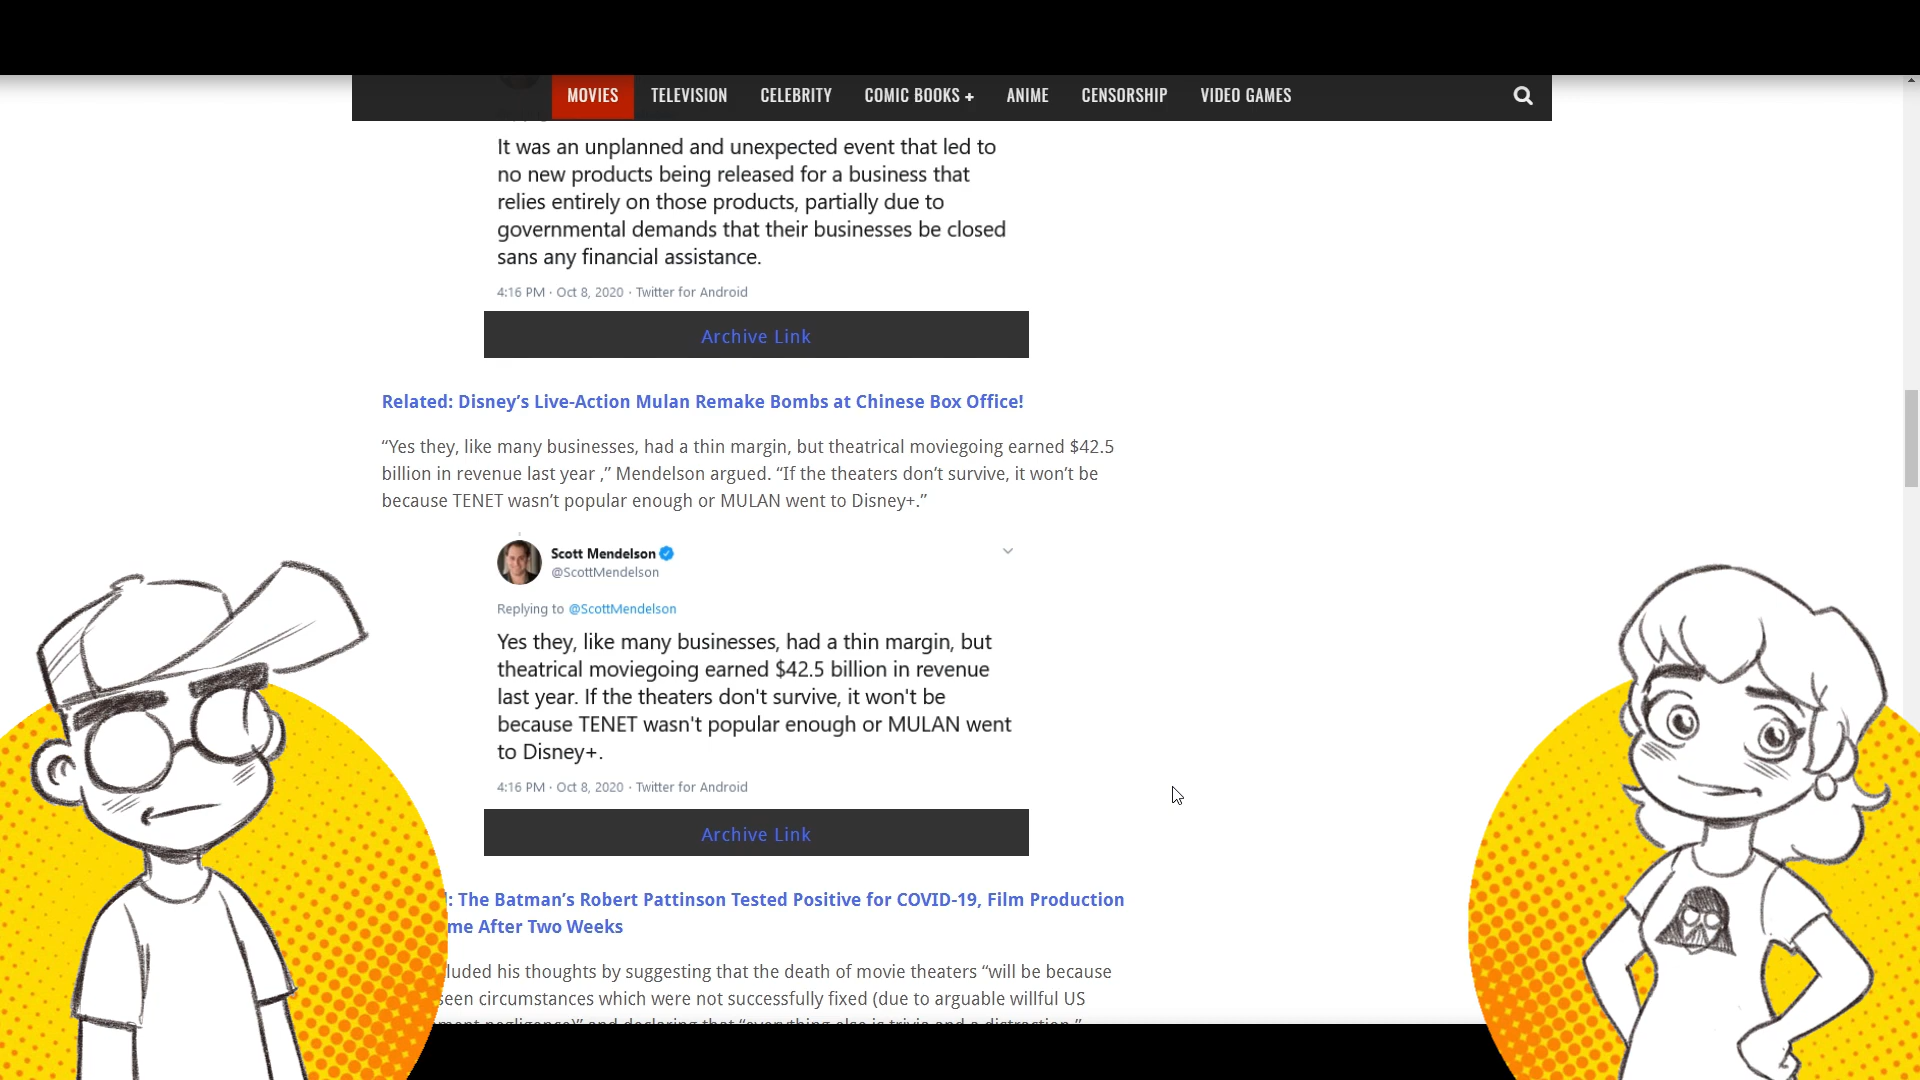 MOVIES TELEVISION CELEBRITY COMIC BOOKS + ANIME CENSORSHIP VIDEO GAMES
It was an unplanned and unexpected event that led to
no new products being released for a business that
relies entirely on those products, partially due to
governmental demands that their businesses be closed
sans any financial assistance.
4:16 PM · Oct 8, 2020 · Twitter for Android
Archive Link
Related: Disney’s Live-Action Mulan Remake Bombs at Chinese Box Office!
“Yes they, like many businesses, had a thin margin, but theatrical moviegoing earned $42.5
billion in revenue last year ,” Mendelson argued. “If the theaters don’t survive, it won’t be
because TENET wasn’t popular enough or MULAN went to Disney+.”
Scott Mendelson
@ScottMendelson
Replying to @ScottMendelson
Yes they, like many businesses, had a thin margin, but
theatrical moviegoing earned $42.5 billion in revenue
last year. If the theaters don't survive, it won't be
because TENET wasn't popular enough or MULAN went
to Disney+.
4:16 PM · Oct 8, 2020 · Twitter for Android
Archive Link
: The Batman’s Robert Pattinson Tested Positive for COVID-19, Film Production
me After Two Weeks
luded his thoughts by suggesting that the death of movie theaters “will be because
seen circumstances which were not successfully fixed (due to arguable willful US